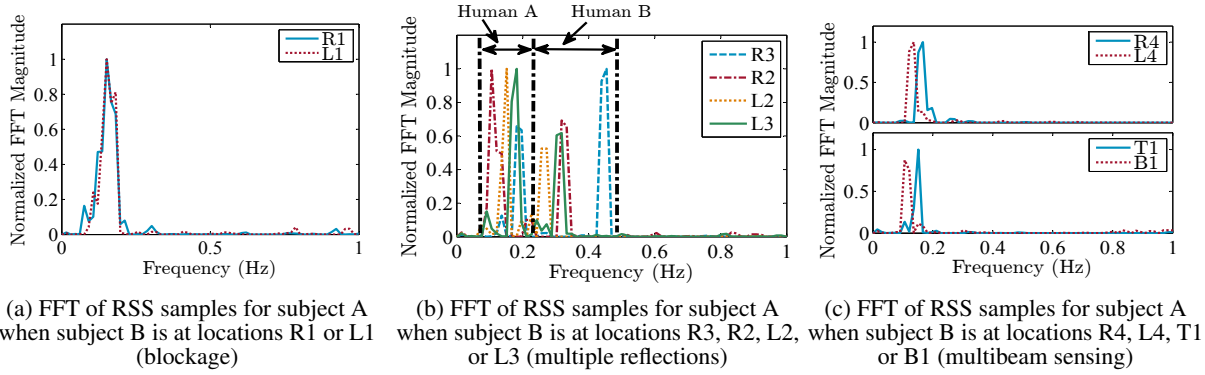 Normalized FFT Magnitude
1
0.8
0.6
0.4
0.2
0
0
0.5
1
Frequency (Hz)
R1
L1
(a) FFT of RSS samples for subject A
when subject B is at locations R1 or L1
(blockage)
Human A
Human B
Normalized FFT Magnitude
1
0.8
0.6
0.4
0.2
0
0
0.2
0.4
0.6
0.8
1
Frequency (Hz)
R3
R2
L2
L3
(b) FFT of RSS samples for subject A
when subject B is at locations R3, R2, L2,
or L3 (multiple reflections)
Normalized FFT Magnitude
1
0.5
0
R4
L4
1
0.5
0
T1
B1
0
0.2
0.4
0.6
0.8
1
Frequency (Hz)
(c) FFT of RSS samples for subject A
when subject B is at locations R4, L4, T1
or B1 (multibeam sensing)